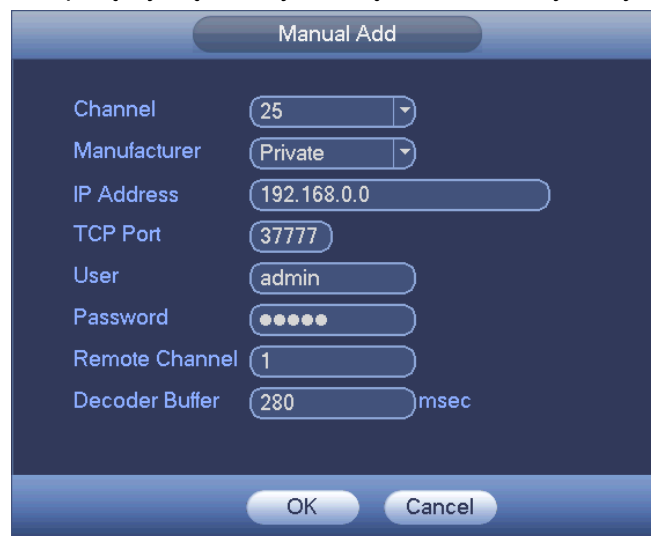 Manual Add
Channel 25
Manufacturer Private
IP Address 192.168.0.0
TCP Port 37777
User admin
Password ●●●●●
Remote Channel 1
Decoder Buffer 280 msec
OK Cancel